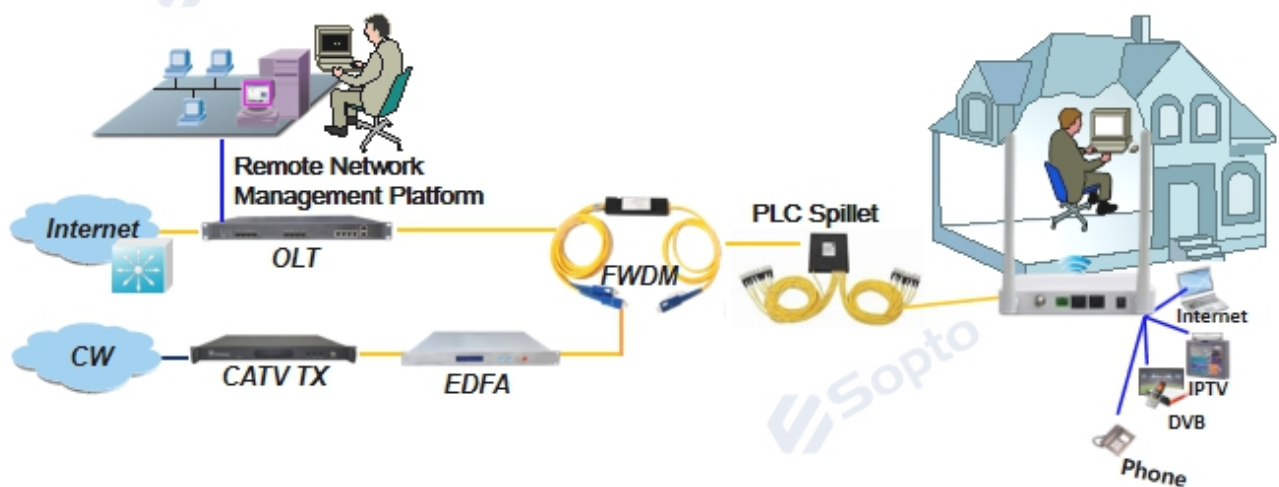 Remote Network
Management Platform
Internet
OLT
FWDM
PLC Spillet
CW
CATV TX
EDFA
Sopto
Internet
IPTV
DVB
Phone